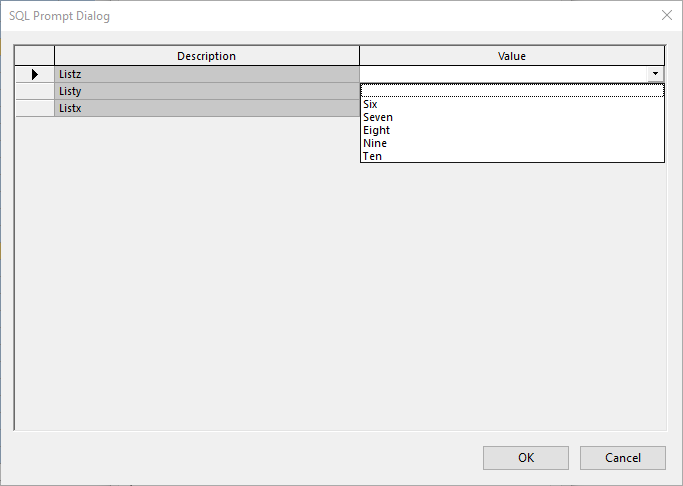 SQL Prompt Dialog
Description Value
Listz
Listy
Listx
Six
Seven
Eight
Nine
Ten
OK Cancel